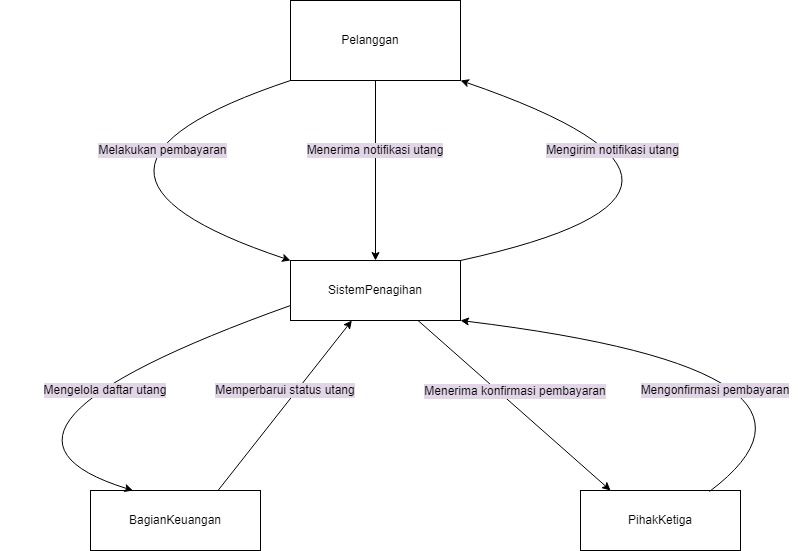 Pelanggan
Melakukan pembayaran
Menerima notifikasi utang
Mengirim notifikasi utang
SistemPenagihan
Mengelola daftar utang
Memperbarui status utang
Menerima konfirmasi pembayaran
Mengonfirmasi pembayaran
BagianKeuangan
PihakKetiga